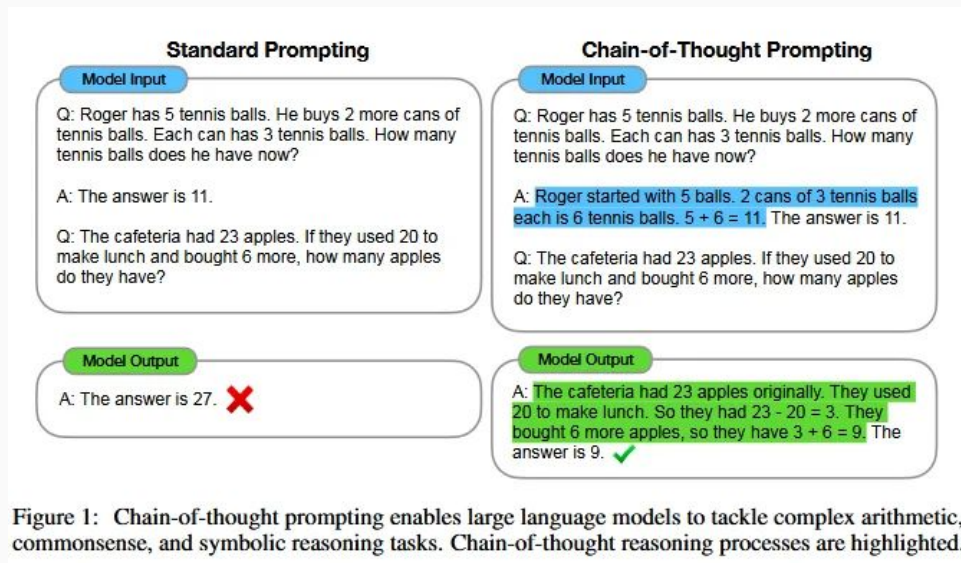 Standard Prompting
Model Input
Q: Roger has 5 tennis balls. He buys 2 more cans of
tennis balls. Each can has 3 tennis balls. How many
tennis balls does he have now?
A: The answer is 11.
Q: The cafeteria had 23 apples. If they used 20 to
make lunch and bought 6 more, how many apples
do they have?
Model Output
A: The answer is 27.
Chain-of-Thought Prompting
Model Input
Q: Roger has 5 tennis balls. He buys 2 more cans of
tennis balls. Each can has 3 tennis balls. How many
tennis balls does he have now?
A: Roger started with 5 balls. 2 cans of 3 tennis balls
each is 6 tennis balls. 5 + 6 = 11. The answer is 11.
Q: The cafeteria had 23 apples. If they used 20 to
make lunch and bought 6 more, how many apples
do they have?
Model Output
A: The cafeteria had 23 apples originally. They used
20 to make lunch. So they had 23 - 20 = 3. They
bought 6 more apples, so they have 3 + 6 = 9. The
answer is 9.
Figure 1: Chain-of-thought prompting enables large language models to tackle complex arithmetic,
commonsense, and symbolic reasoning tasks. Chain-of-thought reasoning processes are highlighted.